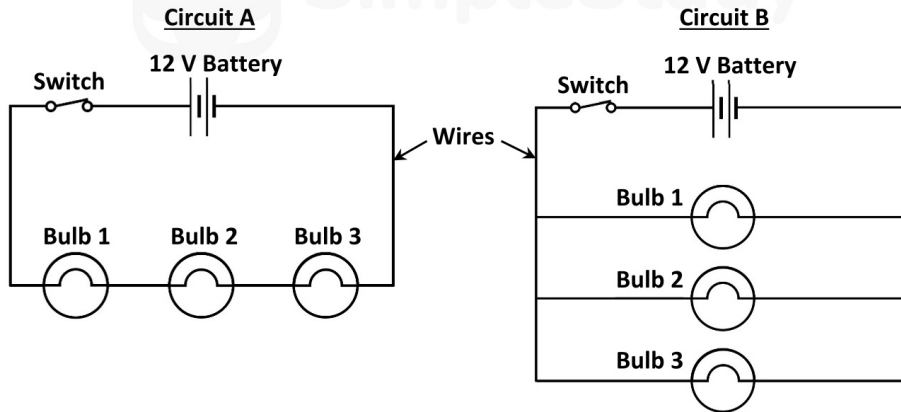 Circuit A
Circuit B
12 V Battery
Switch
12 V Battery
Switch
Wires
Bulb 1
Bulb 2
Bulb 3
Bulb 1
Bulb 2
Bulb 3